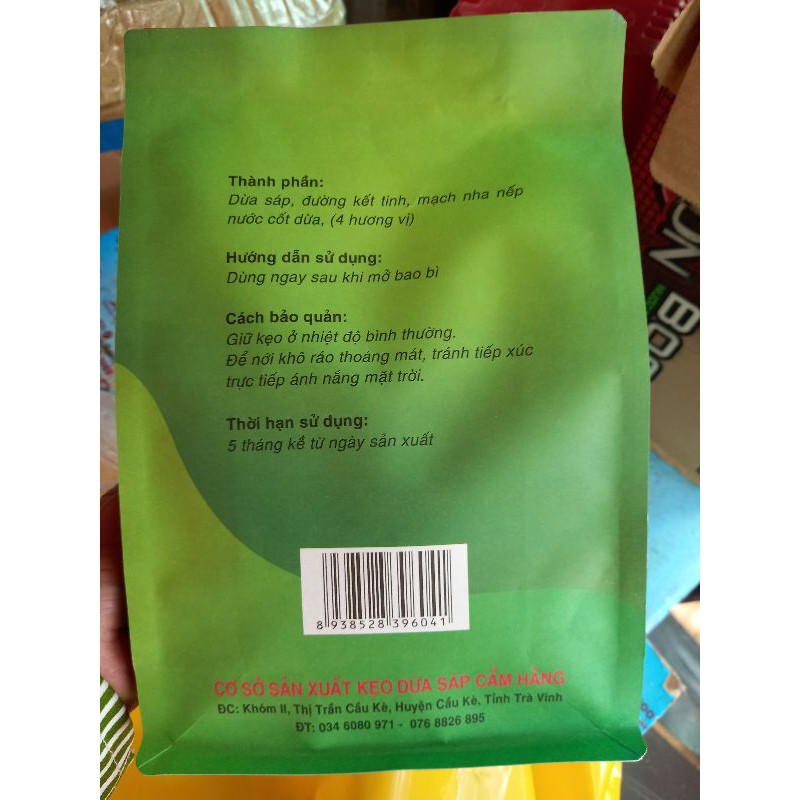 Thành phần:
Dừa sáp, đường kết tinh, mạch nha nếp
nước cốt dừa, (4 hương vị)
Hướng dẫn sử dụng:
Dùng ngay sau khi mở bao bì
Cách bảo quản:
Giữ kẹo ở nhiệt độ bình thường.
Để nới khô ráo thoáng mát, tránh tiếp xúc
trực tiếp ánh nắng mặt trời.
Thời hạn sử dụng:
5 tháng kể từ ngày sản xuất
8 938528 396041
CƠ SỞ SẢN XUẤT KẸO DỪA SÁP CẨM HẰNG
ĐC: Khóm II, Thị Trấn Cầu Kè, Huyện Cầu Kè, Tỉnh Trà Vinh
ĐT: 034 6080 971 - 076 8826 895
ON
BOO